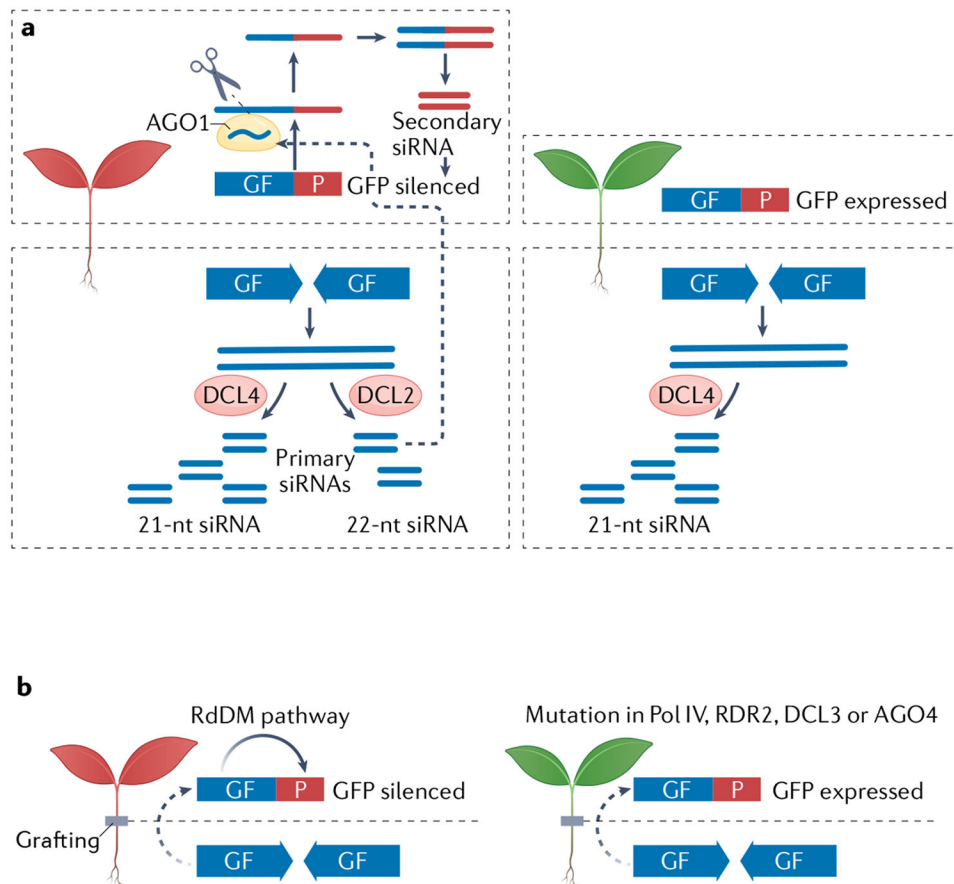 a
AGO1
Secondary
siRNA
GF P GFP silenced
GF P GFP expressed
GF GF
DCL4 DCL2
Primary
siRNAs
21-nt siRNA 22-nt siRNA
GF GF
DCL4
21-nt siRNA
b
RdDM pathway
GF P GFP silenced
Grafting
GF GF
Mutation in Pol IV, RDR2, DCL3 or AGO4
GF P GFP expressed
GF GF